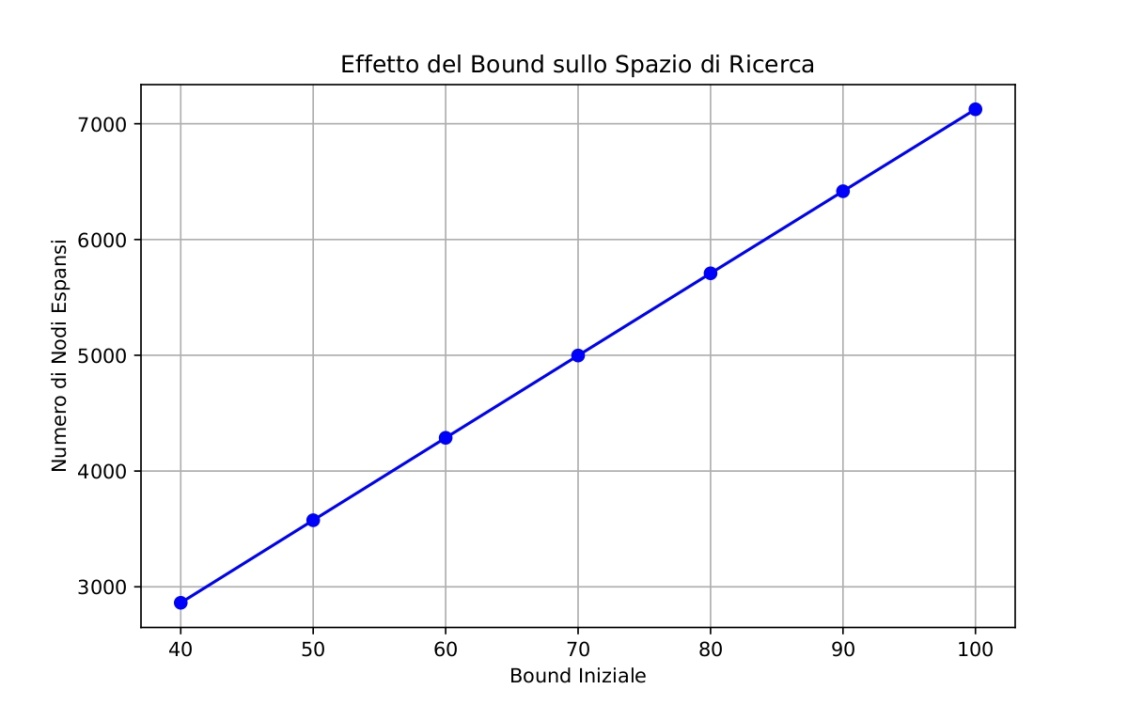 Effetto del Bound sullo Spazio di Ricerca
Numero di Nodi Espansi
7000
6000
5000
4000
3000
40 50 60 70 80 90 100
Bound Iniziale